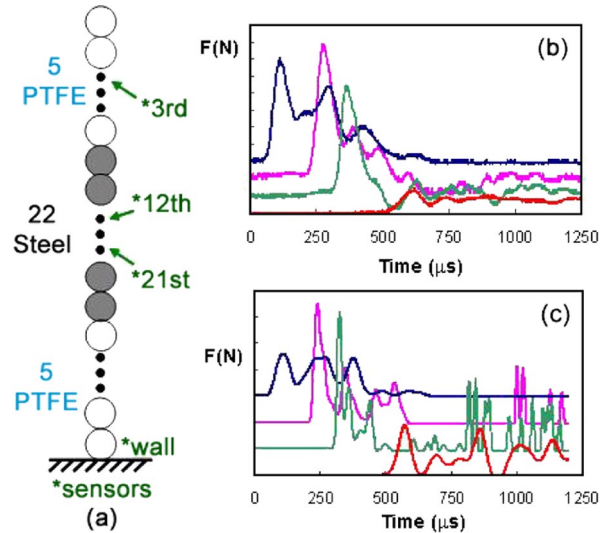 5
PTFE
*3rd
22
Steel
*12th
*21st
5
PTFE
*wall
*sensors
(a)
F(N)
(b)
0 250 500 750 1000 1250
Time (μs)
F(N)
(c)
0 250 500 750 1000 1250
Time (μs)